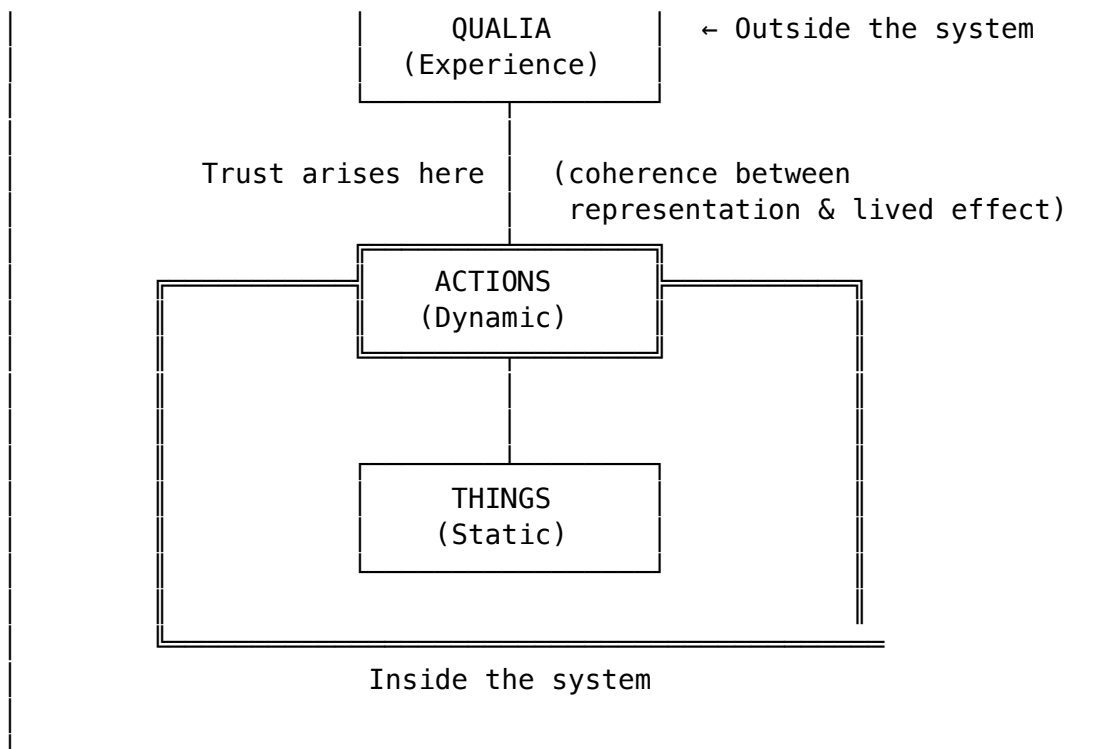 QUALIA ← Outside the system
(Experience)
Trust arises here (coherence between
representation & lived effect)
ACTIONS
(Dynamic)
THINGS
(Static)
Inside the system